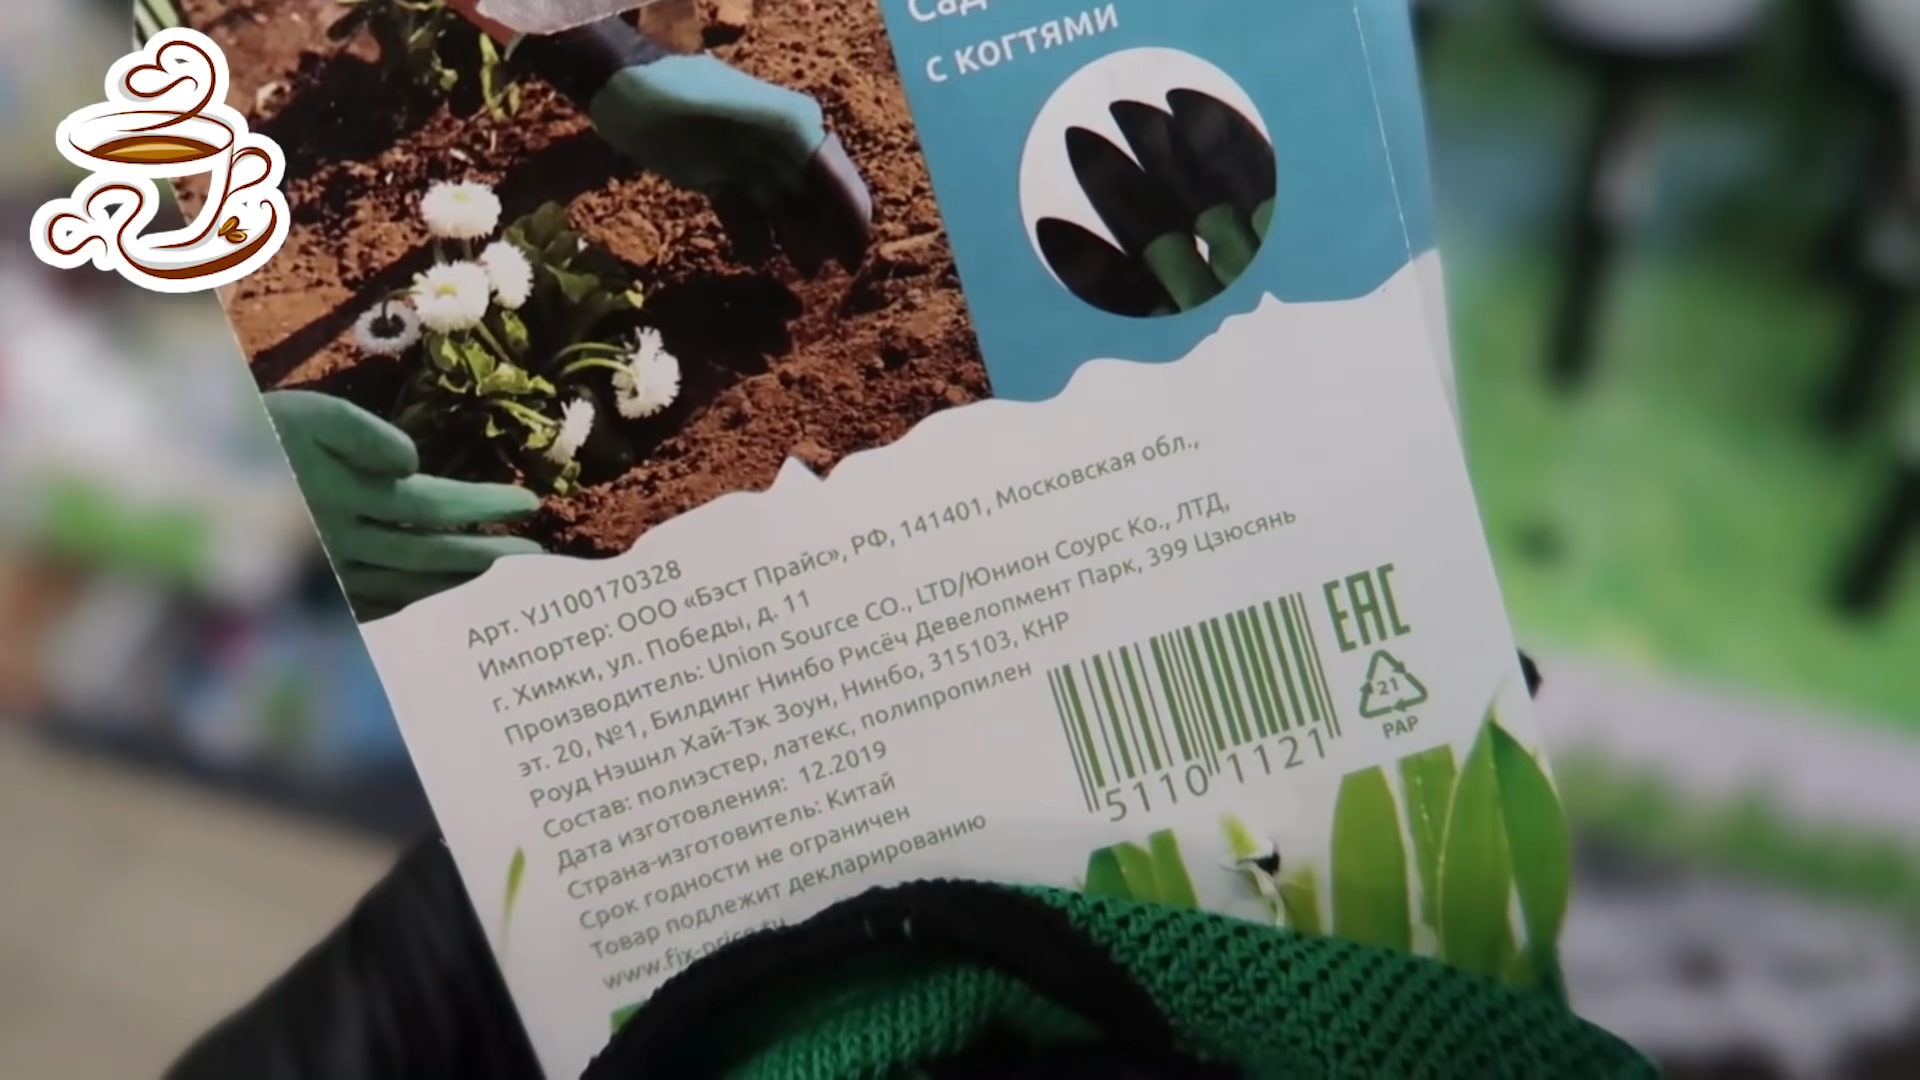 с когтями
Арт. YJ100170328
Импортер: ООО «Бэст Прайс», РФ, 141401, Московская обл.,
г. Химки, ул. Победы, д. 11
Производитель: Union Source CO., LTD/Юнион Соурс Ко., ЛТД,
эт. 20, №1, Билдинг Нинбо Рисёч Девелопмент Парк, 399 Цзюсянь
Роуд Нэшнл Хай-Тэк Зоун, Нинбо, 315103, КНР
Состав: полиэстер, латекс, полипропилен
Дата изготовления: 12.2019
Страна-изготовитель: Китай
Срок годности не ограничен
Товар подлежит декларированию
www.fix-price.ru
EAC
21
PAP
5110 1121